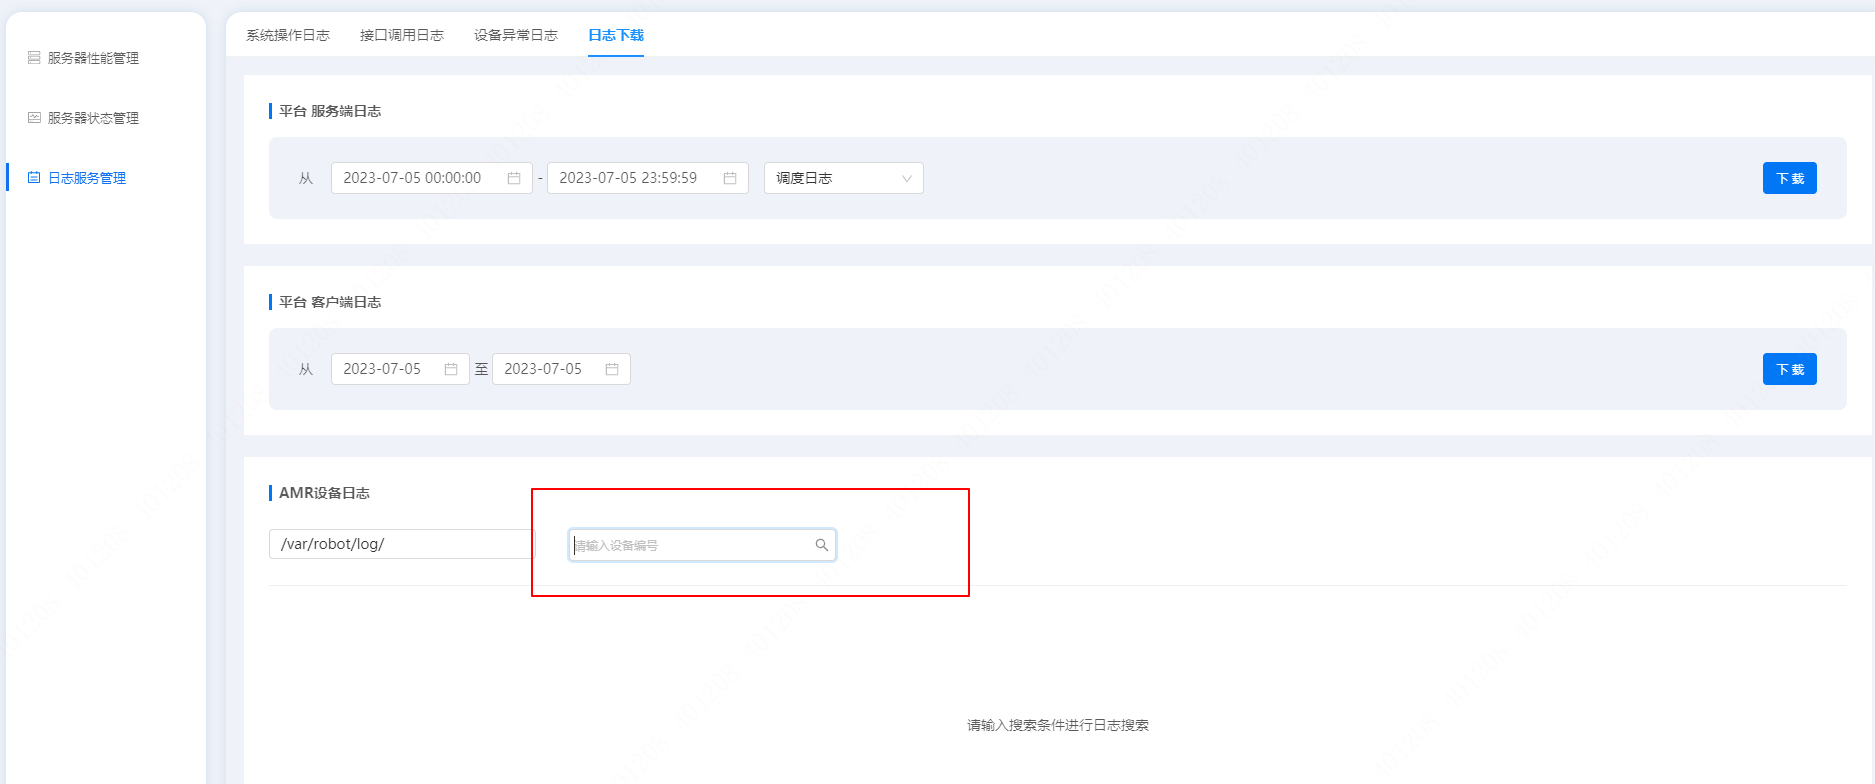 系统操作日志 接口调用日志 设备异常日志 日志下载
服务器性能管理
服务器状态管理
日志服务管理
平台 服务端日志
从 2023-07-05 00:00:00 - 2023-07-05 23:59:59 调度日志 下 载
平台 客户端日志
从 2023-07-05 至 2023-07-05 下 载
AMR设备日志
/var/robot/log/ 请输入设备编号
请输入搜索条件进行日志搜索